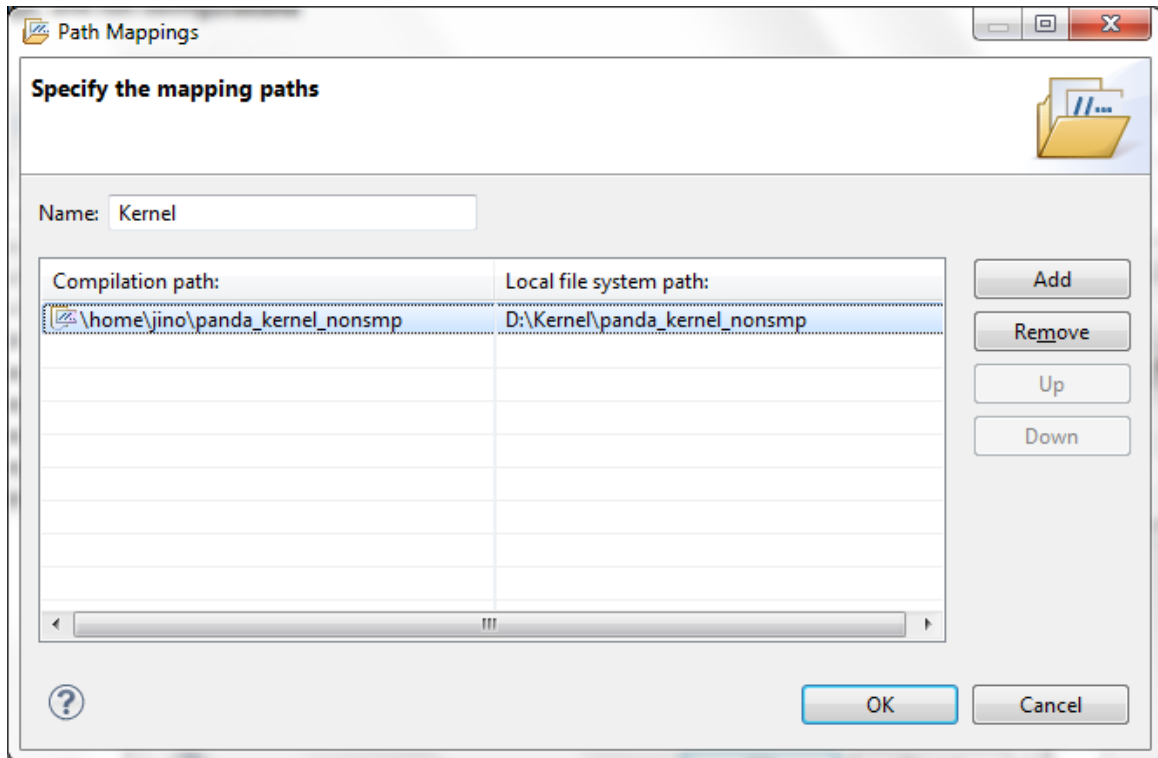 Path Mappings
Specify the mapping paths
Name: Kernel
Compilation path: Local file system path:
\home\jino\panda_kernel_nonsmp D:\Kernel\panda_kernel_nonsmp
Add
Remove
Up
Down
OK Cancel